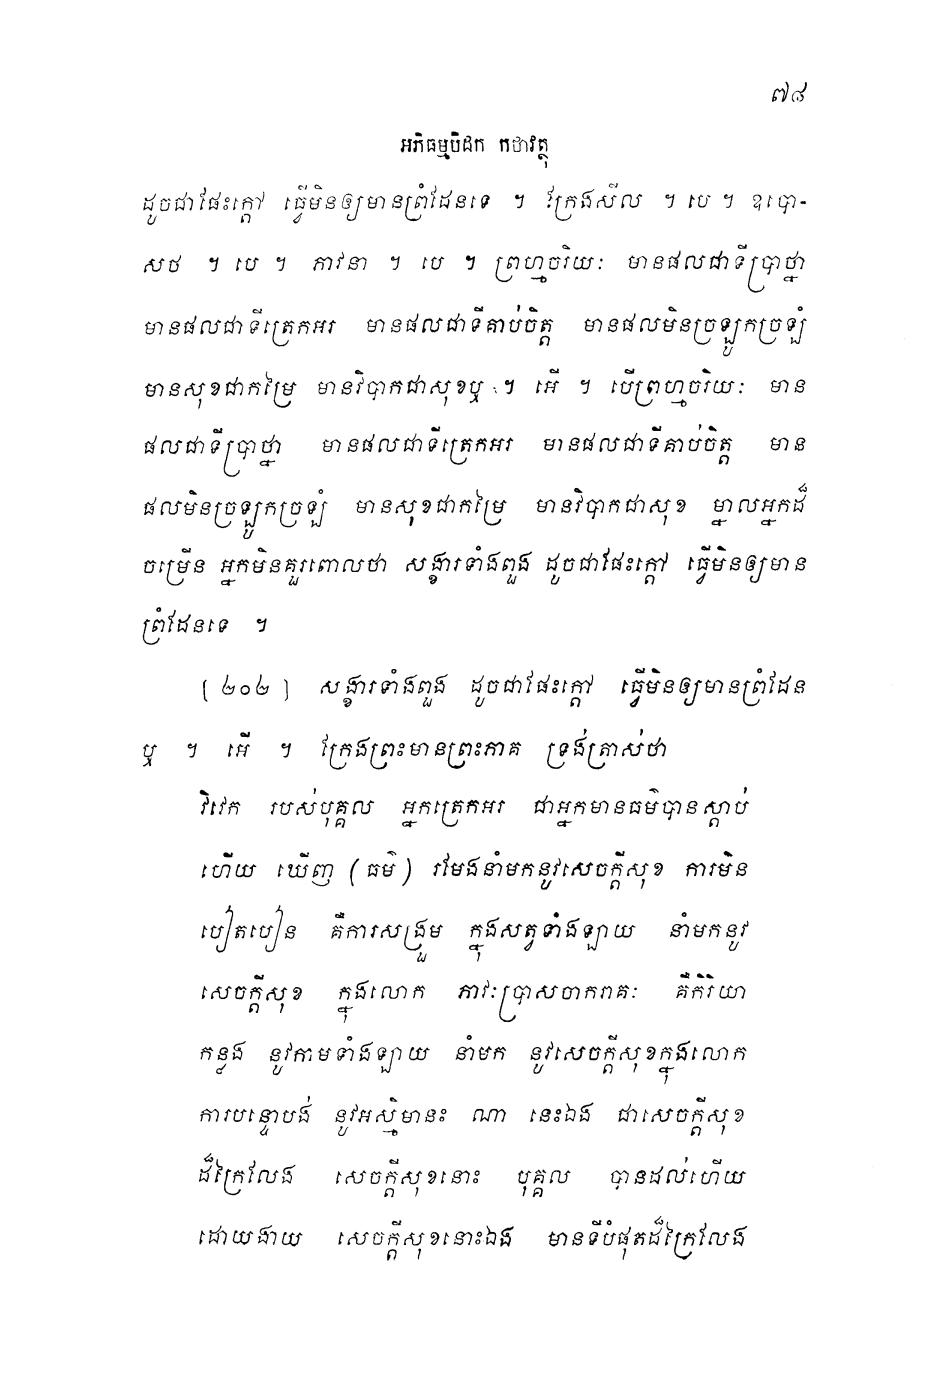 ៧៨
អភិធម្មបិដក កថាវត្ថុ
ដូចជាផែះក្តៅ ធ្វើមិនឲ្យមានព្រំដែនទេ ។ ក្រែងសីល ។ បេ ។ ឧបោ-
សថ ។ បេ ។ ភាវនា ។ បេ ។ ព្រហ្មចរិយៈ មានផលជាទីប្រាថ្នា
មានផលជាទីត្រេកអរ មានផលជាទីគាប់ចិត្ត មានផលមិនច្រឡូកច្រឡំ
មានសុខជាកម្រៃ មានវិបាកជាសុខឬ ។ អើ ។ បើព្រហ្មចរិយៈ មាន
ផលជាទីប្រាថ្នា មានផលជាទីត្រេកអរ មានផលជាទីគាប់ចិត្ត មាន
ផលមិនច្រឡូកច្រឡំ មានសុខជាកម្រៃ មានវិបាកជាសុខ ម្នាលអ្នកដ៏
ចម្រើន អ្នកមិនគួរពោលថា សង្ខារទាំងពួង ដូចជាផែះក្តៅ ធ្វើមិនឲ្យមាន
ព្រំដែនទេ ។
[ ២០២ ] សង្ខារទាំងពួង ដូចជាផែះក្តៅ ធ្វើមិនឲ្យមានព្រំដែន
ឬ ។ អើ ។ ក្រែងព្រះមានព្រះភាគ ទ្រង់ត្រាស់ថា
វិវេក របស់បុគ្គល អ្នកត្រេកអរ ជាអ្នកមានធម៌បានស្តាប់
ហើយ ឃើញ (ធម៌) រមែងនាំមកនូវសេចក្តីសុខ ការមិន
បៀតបៀន គឺការសង្រួម ក្នុងសត្វទាំងឡាយ នាំមកនូវ
សេចក្តីសុខ ក្នុងលោក ភាវៈប្រាសចាករាគៈ គឺកិរិយា
កន្លង នូវកាមទាំងឡាយ នាំមក នូវសេចក្តីសុខក្នុងលោក
ការបន្ទោបង់ នូវអស្មិមានះ ណា នេះឯង ជាសេចក្តីសុខ
ដ៏ក្រៃលែង សេចក្តីសុខនោះ បុគ្គល បានដល់ហើយ
ដោយងាយ សេចក្តីសុខនោះឯង មានទីបំផុតដ៏ក្រៃលែង